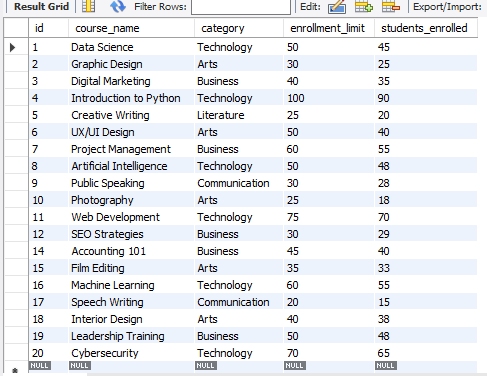 Result Grid Filter Rows: Edit: Export/Import:
id course_name category enrollment_limit students_enrolled
1 Data Science Technology 50 45
2 Graphic Design Arts 30 25
3 Digital Marketing Business 40 35
4 Introduction to Python Technology 100 90
5 Creative Writing Literature 25 20
6 UX/UI Design Arts 50 40
7 Project Management Business 60 55
8 Artificial Intelligence Technology 50 48
9 Public Speaking Communication 30 28
10 Photography Arts 25 18
11 Web Development Technology 75 70
12 SEO Strategies Business 30 29
14 Accounting 101 Business 45 40
15 Film Editing Arts 35 33
16 Machine Learning Technology 60 55
17 Speech Writing Communication 20 15
18 Interior Design Arts 40 38
19 Leadership Training Business 50 48
20 Cybersecurity Technology 70 65
NULL NULL NULL NULL NULL